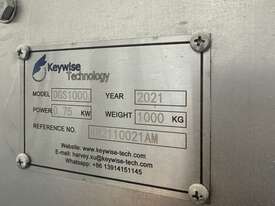 Keywise
Technology
MODEL DGS1000 YEAR 2021
POWER 0.75 KW WEIGHT 1000 KG
REFERENCE NO.
Website: www.keywise-tech.com
E-mail: harvey.xu@keywise-tech.com
Whatsapp: +86 13914151145